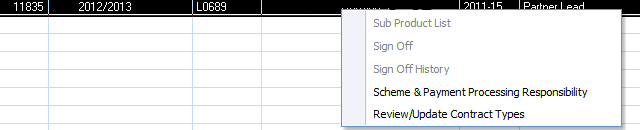 11835 2012/2013 L0689 2011-15 Partner Lead
Sub Product List
Sign Off
Sign Off History
Scheme & Payment Processing Responsibility
Review/Update Contract Types